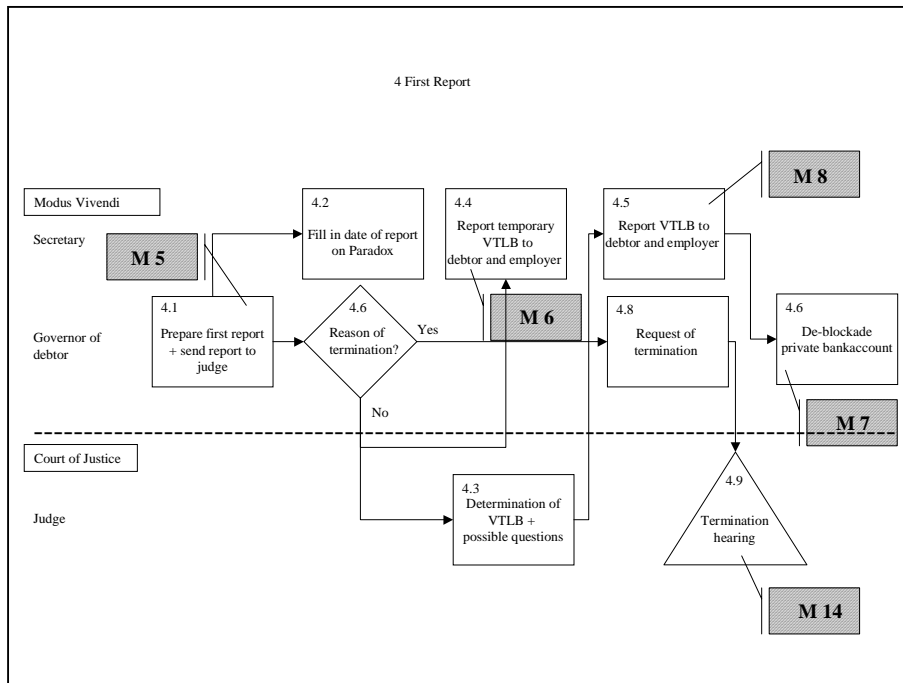 4 First Report
M 8
Modus Vivendi
4.2
4.4
4.5
Fill in date of report
on Paradox
Report temporary
VTLB to
debtor and employer
Report VTLB to
debtor and employer
Secretary
M 5
4.1
Prepare first report
+ send report to
judge
4.6
Reason of
termination?
Yes
M 6
4.8
Request of
termination
4.6
De-blockade
private bankaccount
Governor of
debtor
No
M 7
Court of Justice
4.3
Determination of
VTLB +
possible questions
4.9
Termination
hearing
Judge
M 14